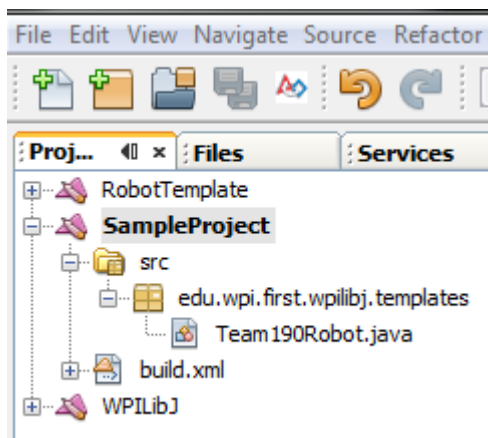 File Edit View Navigate Source Refactor
Proj... Files Services
RobotTemplate
SampleProject
src
edu.wpi.first.wpilibj.templates
Team190Robot.java
build.xml
WPILibJ